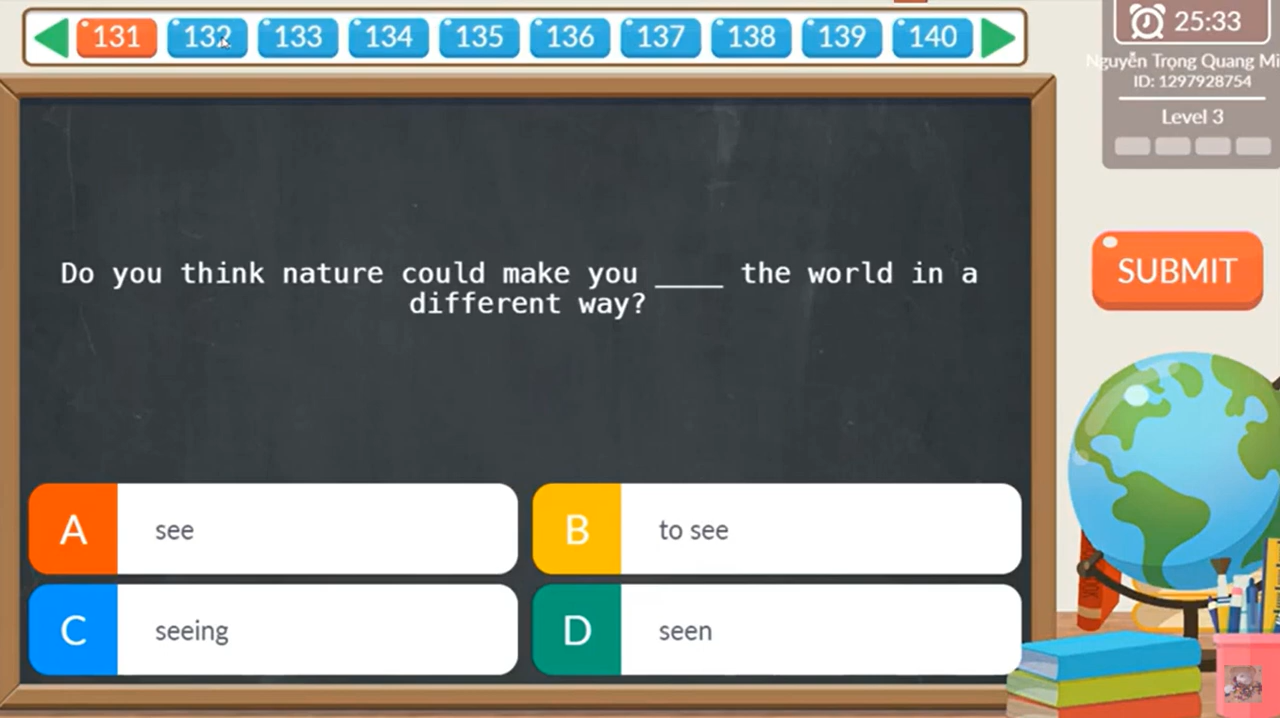 131 132 133 134 135 136 137 138 139 140
25:33
Nguyễn Trọng Quang Mi
ID: 1297928754
Level 3
Do you think nature could make you ____ the world in a
different way?
SUBMIT
A see
B to see
C seeing
D seen